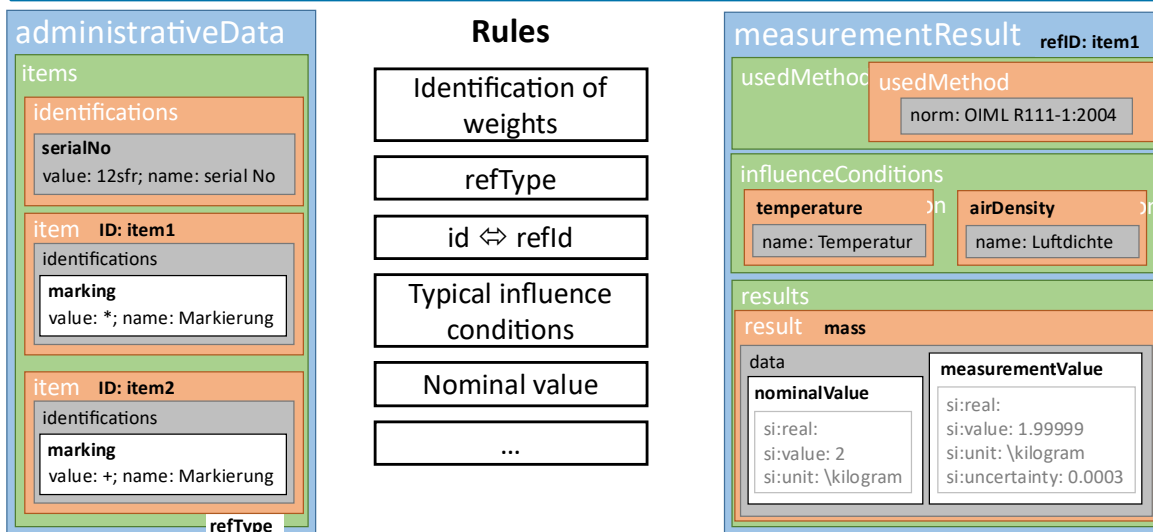 administrativeData
items
identifications
serialNo
value: 12sfr; name: serial No
item ID: item1
identifications
marking
value: *; name: Markierung
item ID: item2
identifications
marking
value: +; name: Markierung
refType
Rules
Identification of
weights
refType
id ⇔ refId
Typical influence
conditions
Nominal value
...
measurementResult refID: item1
usedMethod usedMethod
norm: OIML R111-1:2004
influenceConditions
temperature on airDensity
name: Temperatur name: Luftdichte
results
result mass
data
nominalValue
si:real:
si:value: 2
si:unit: \kilogram
measurementValue
si:real:
si:value: 1.99999
si:unit: \kilogram
si:uncertainty: 0.0003